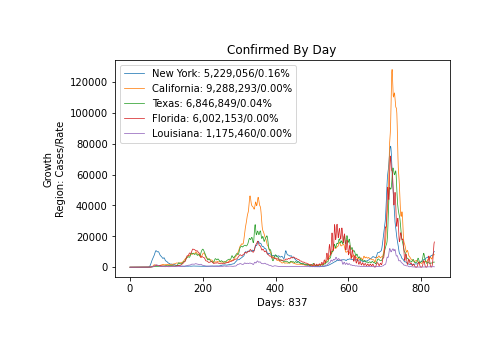 Confirmed By Day
New York: 5,229,056/0.16%
California: 9,288,293/0.00%
Texas: 6,846,849/0.04%
Florida: 6,002,153/0.00%
Louisiana: 1,175,460/0.00%
Growth
Region: Cases/Rate
120000
100000
80000
60000
40000
20000
0
0 200 400 600 800
Days: 837